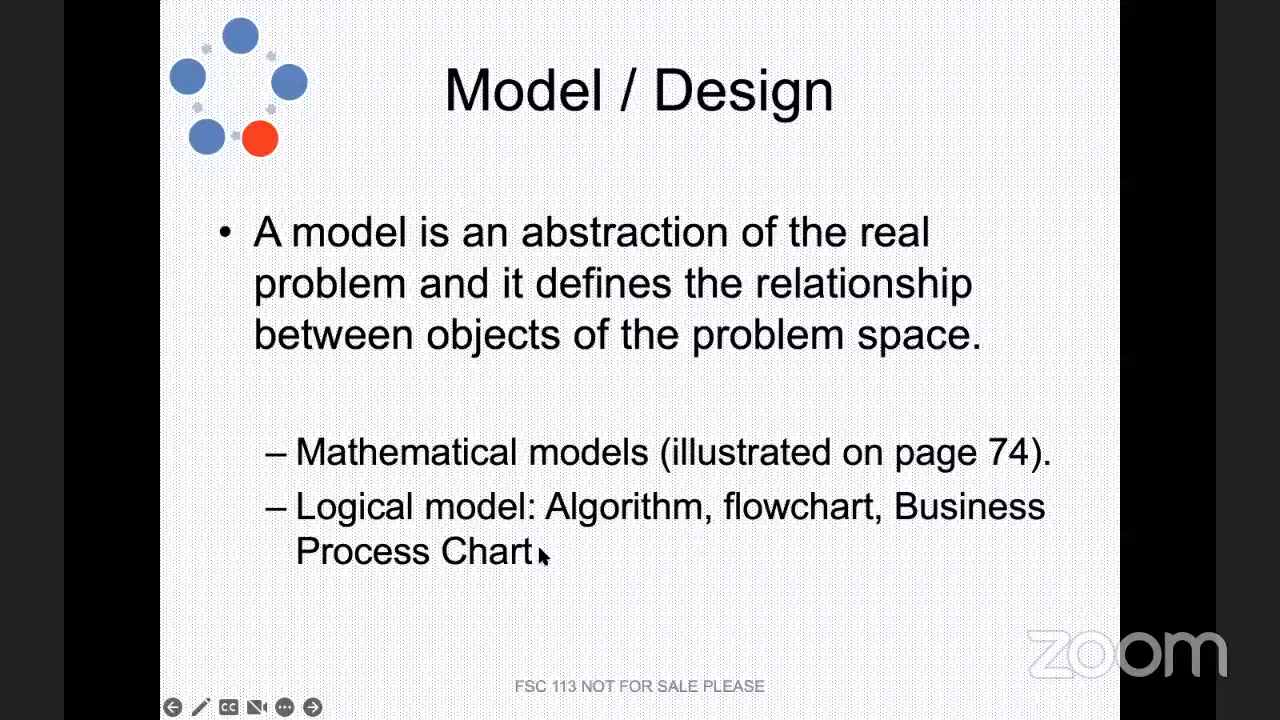 Model / Design
• A model is an abstraction of the real
problem and it defines the relationship
between objects of the problem space.
– Mathematical models (illustrated on page 74).
– Logical model: Algorithm, flowchart, Business
Process Chart
zoom
FSC 113 NOT FOR SALE PLEASE
CC